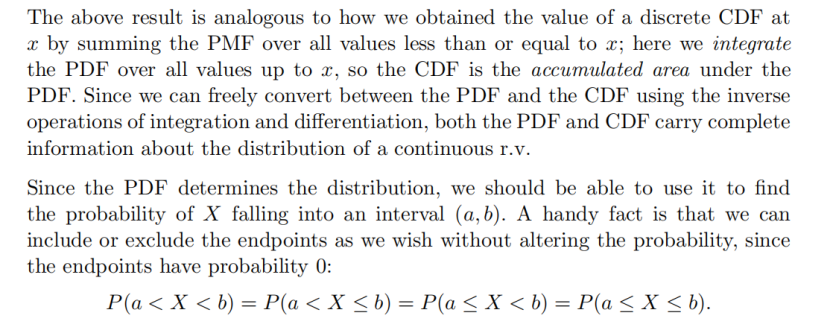 The above result is analogous to how we obtained the value of a discrete CDF at
x by summing the PMF over all values less than or equal to x; here we integrate
the PDF over all values up to x, so the CDF is the accumulated area under the
PDF. Since we can freely convert between the PDF and the CDF using the inverse
operations of integration and differentiation, both the PDF and CDF carry complete
information about the distribution of a continuous r.v.
Since the PDF determines the distribution, we should be able to use it to find
the probability of X falling into an interval (a, b). A handy fact is that we can
include or exclude the endpoints as we wish without altering the probability, since
the endpoints have probability 0:
P(a < X < b) = P(a < X ≤ b) = P(a ≤ X < b) = P(a ≤ X ≤ b).